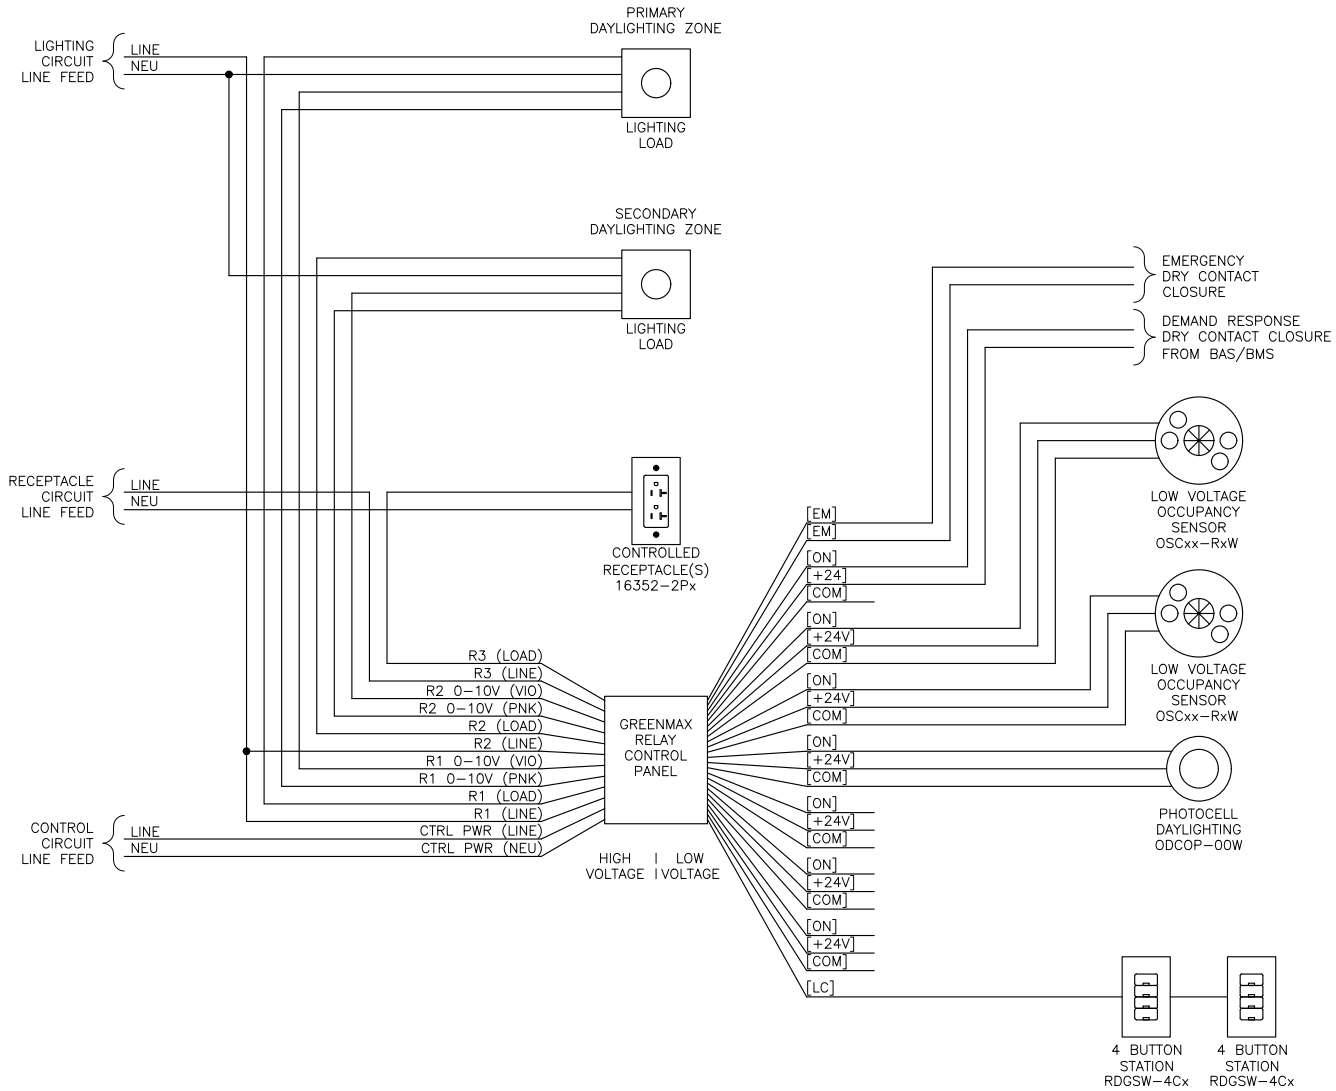 PRIMARY
DAYLIGHTING ZONE
LIGHTING
CIRCUIT
LINE FEED
LINE
NEU
LIGHTING
LOAD
SECONDARY
DAYLIGHTING ZONE
LIGHTING
LOAD
EMERGENCY
DRY CONTACT
CLOSURE
DEMAND RESPONSE
DRY CONTACT CLOSURE
FROM BAS/BMS
RECEPTACLE
CIRCUIT
LINE FEED
LINE
NEU
CONTROLLED
RECEPTACLE(S)
16352-2Px
LOW VOLTAGE
OCCUPANCY
SENSOR
OSCxx-RxW
LOW VOLTAGE
OCCUPANCY
SENSOR
OSCxx-RxW
R3 (LOAD)
R3 (LINE)
R2 0-10V (VIO)
R2 0-10V (PNK)
R2 (LOAD)
R2 (LINE)
R1 0-10V (VIO)
R1 0-10V (PNK)
R1 (LOAD)
R1 (LINE)
CTRL PWR (LINE)
CTRL PWR (NEU)
CONTROL
CIRCUIT
LINE FEED
LINE
NEU
GREENMAX
RELAY
CONTROL
PANEL
HIGH | LOW
VOLTAGE | VOLTAGE
[EM]
[EM]
[ON]
[+24]
[COM]
[ON]
[+24V]
[COM]
[ON]
[+24V]
[COM]
[ON]
[+24V]
[COM]
[ON]
[+24V]
[COM]
[ON]
[+24V]
[COM]
[ON]
[+24V]
[COM]
[LC]
PHOTOCELL
DAYLIGHTING
ODCOP-00W
4 BUTTON
STATION
RDGSW-4Cx
4 BUTTON
STATION
RDGSW-4Cx